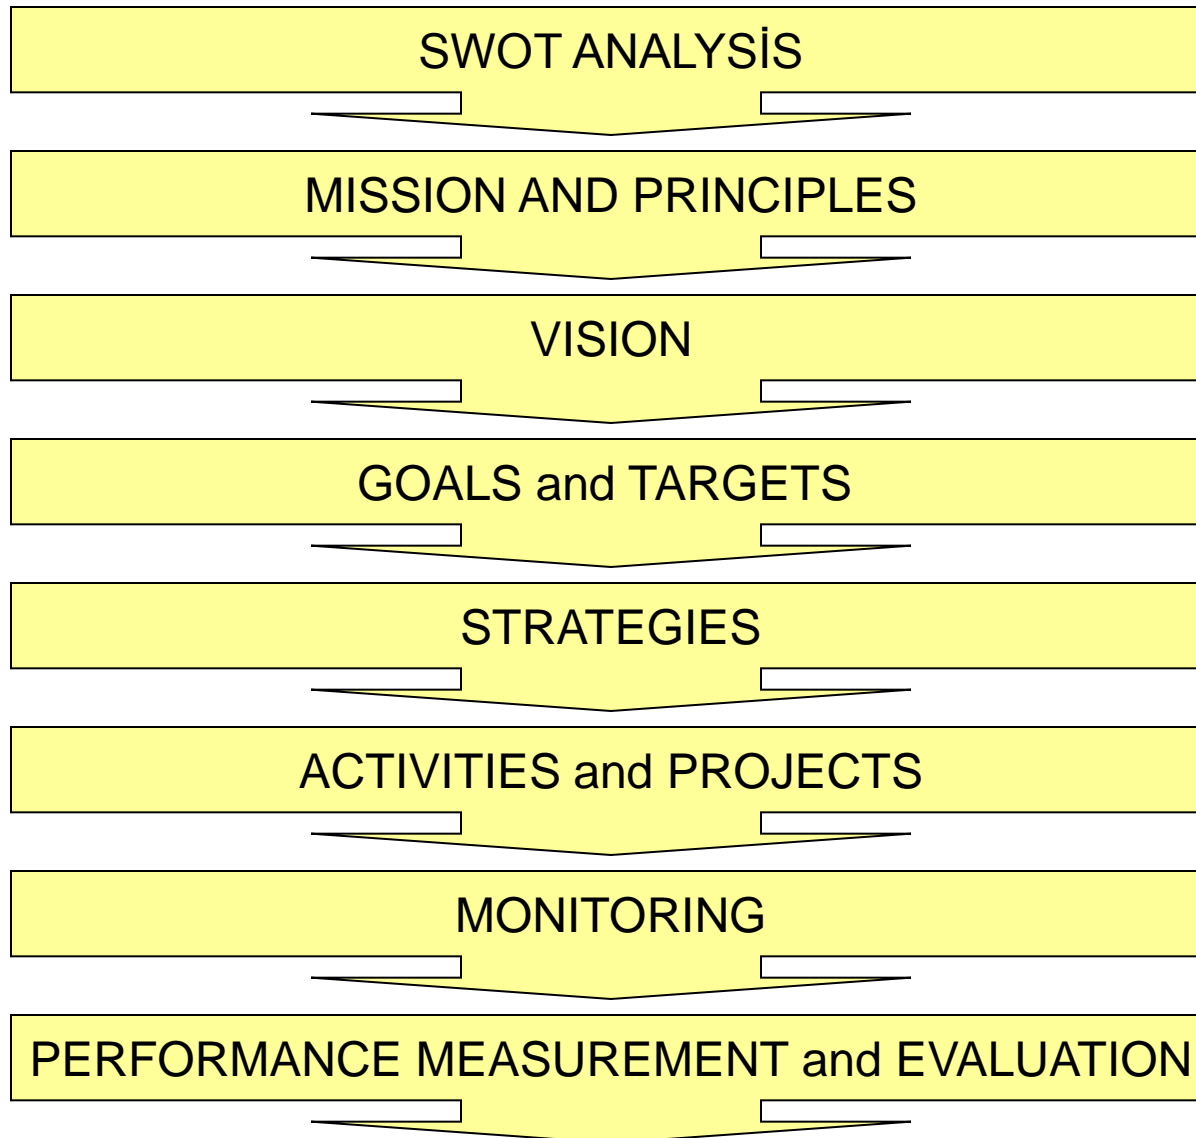 SWOT ANALYSİS
MISSION AND PRINCIPLES
VISION
GOALS and TARGETS
STRATEGIES
ACTIVITIES and PROJECTS
MONITORING
PERFORMANCE MEASUREMENT and EVALUATION